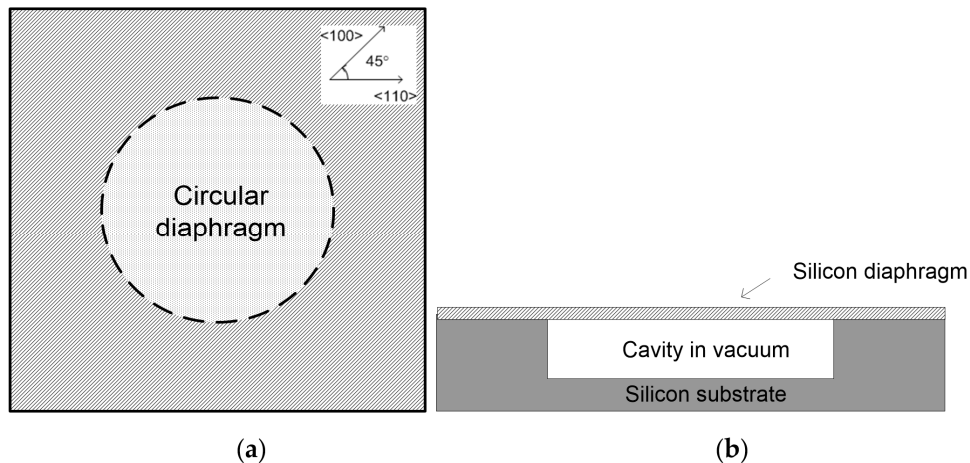 <100>
45°
<110>
Circular
diaphragm
Silicon diaphragm
Cavity in vacuum
Silicon substrate
(a)
(b)